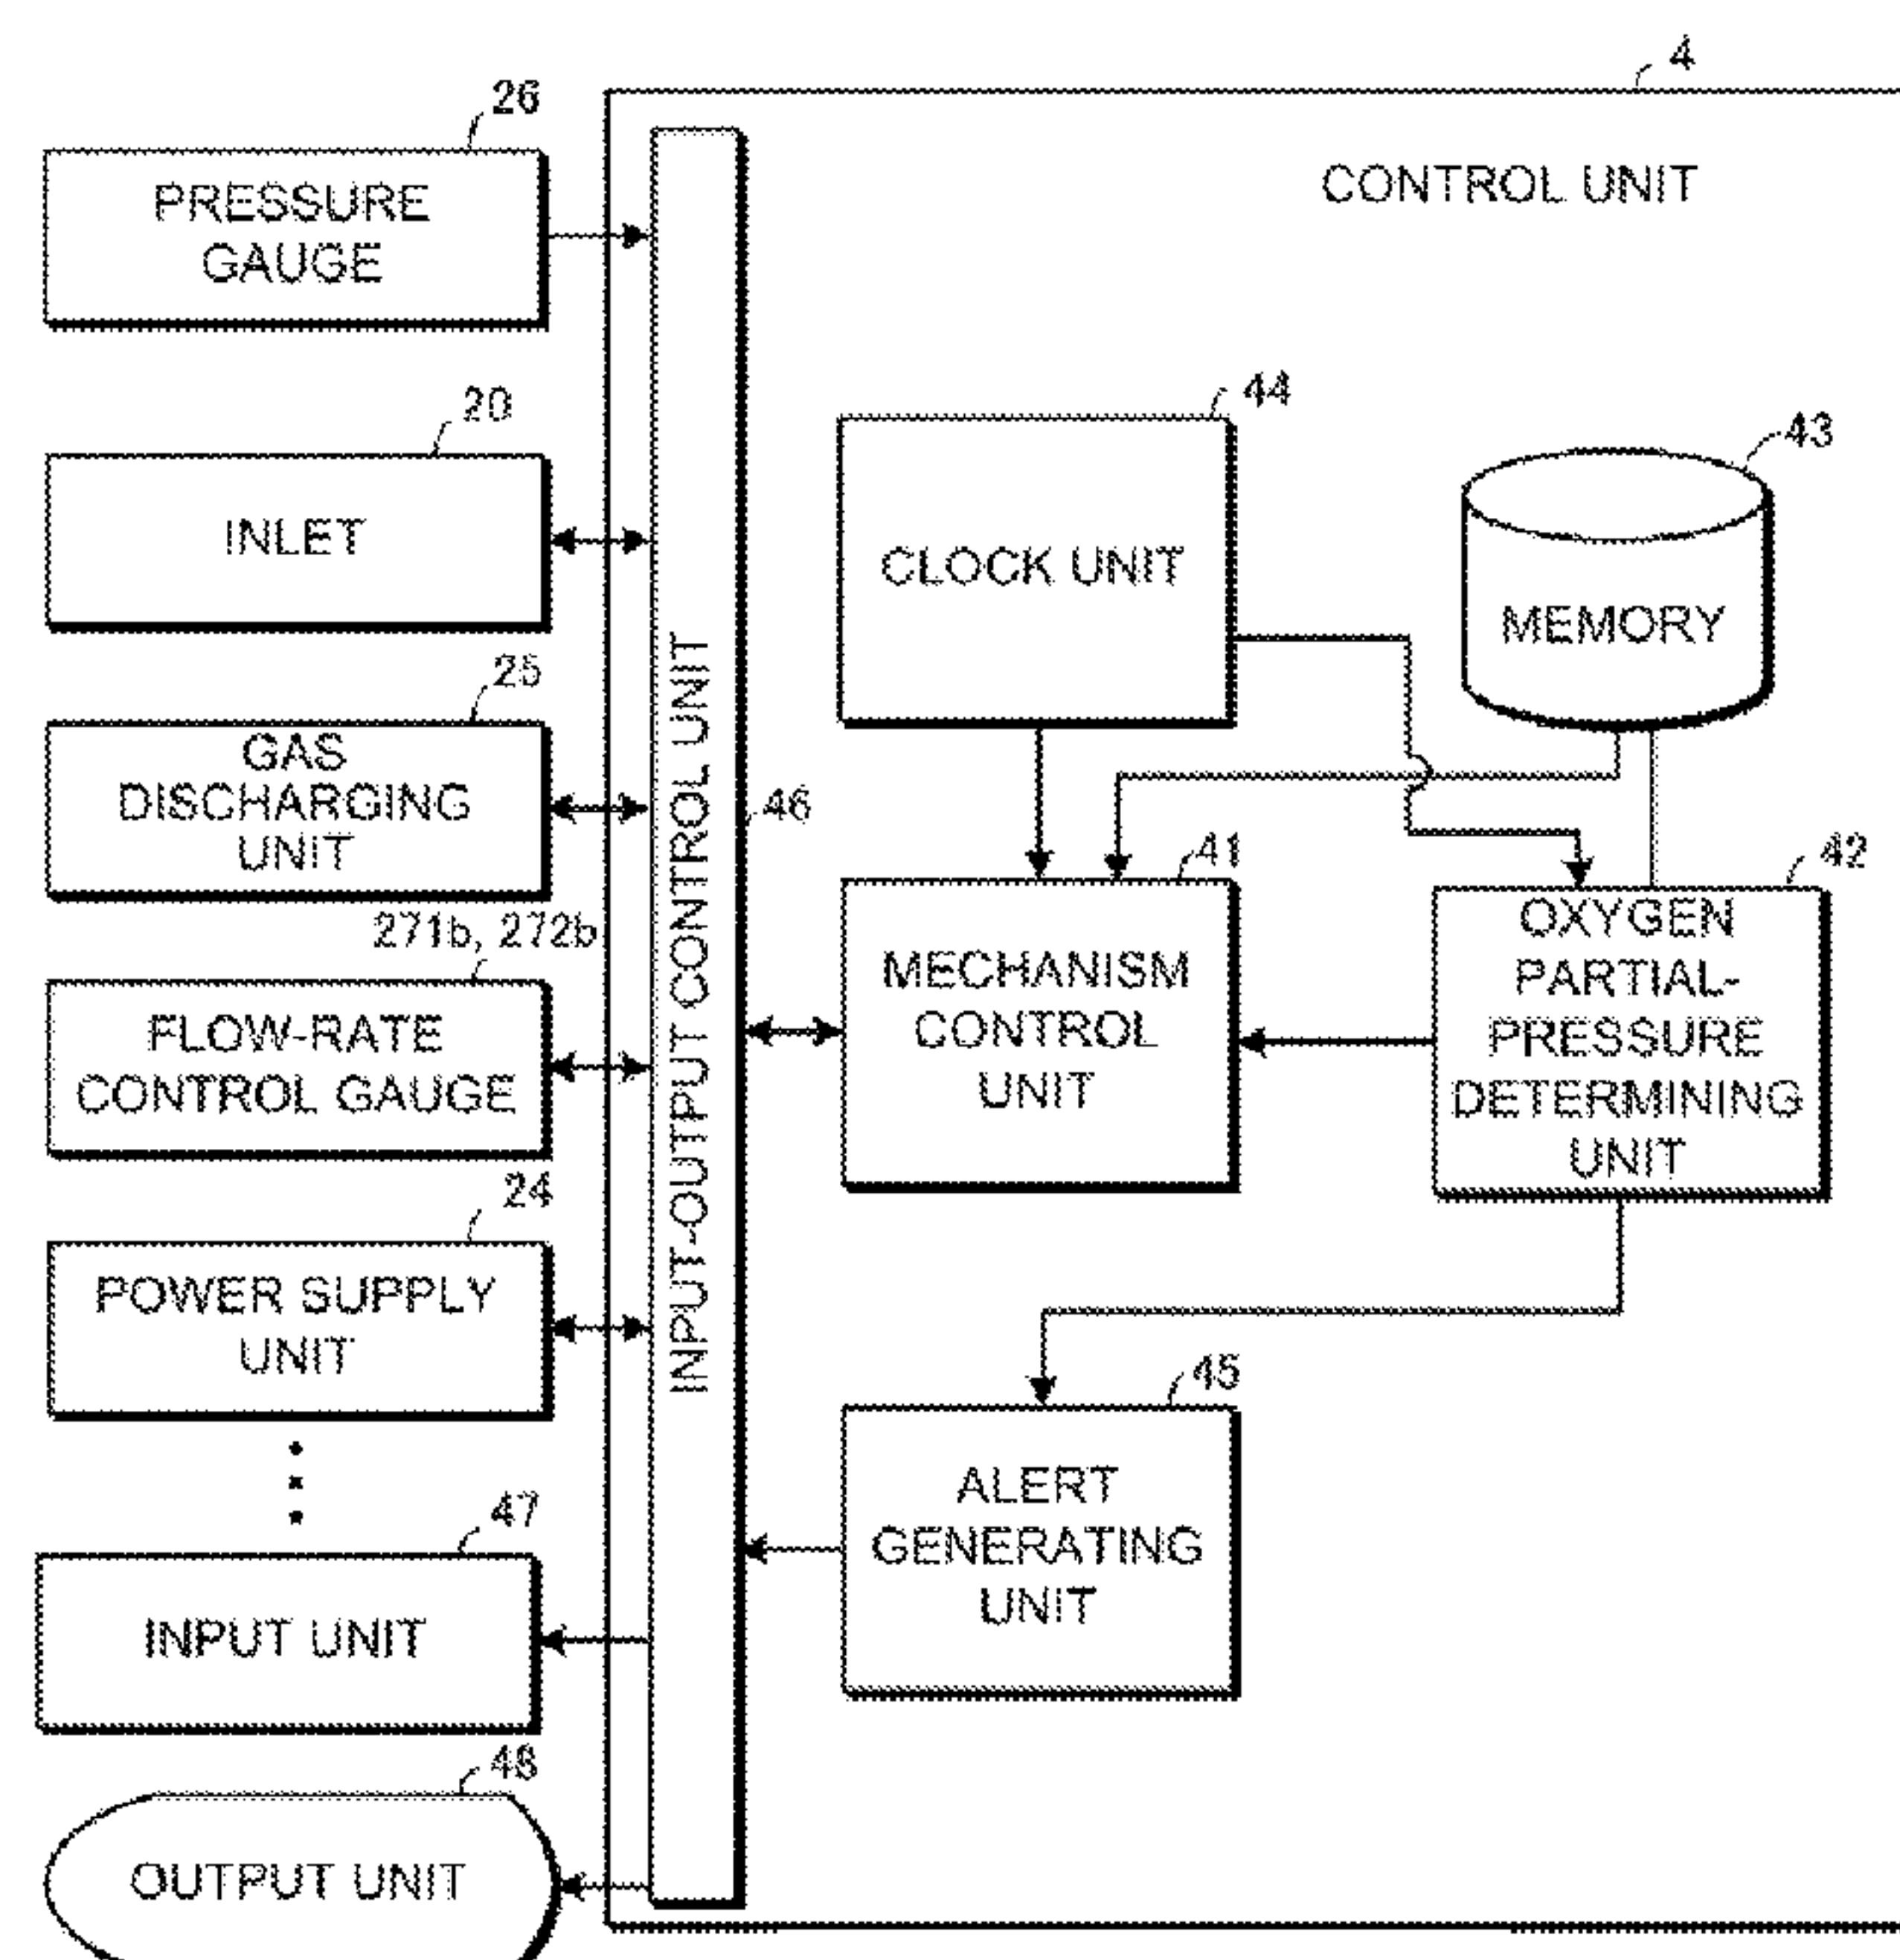 4
CONTROL UNIT
26
PRESSURE
GAUGE
20
INLET
25
GAS
DISCHARGING
UNIT
271b, 272b
FLOW-RATE
CONTROL GAUGE
24
POWER SUPPLY
UNIT
47
INPUT UNIT
48
OUTPUT UNIT
INPUT-OUTPUT CONTROL UNIT
46
44
CLOCK UNIT
43
MEMORY
41
MECHANISM
CONTROL
UNIT
42
OXYGEN
PARTIAL-
PRESSURE
DETERMINING
UNIT
45
ALERT
GENERATING
UNIT